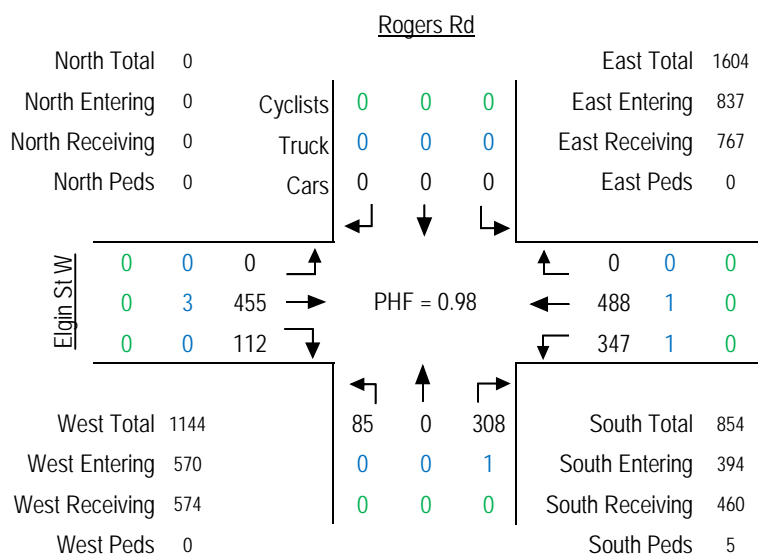 Rogers Rd
North Total 0 East Total 1604
North Entering 0 Cyclists 0 0 0 East Entering 837
North Receiving 0 Truck 0 0 0 East Receiving 767
North Peds 0 Cars 0 0 0 East Peds 0
Elgin St W
0 0 0 0 0 0
0 3 455 PHF = 0.98 488 1 0
0 0 112 347 1 0
West Total 1144 85 0 308 South Total 854
West Entering 570 0 0 1 South Entering 394
West Receiving 574 0 0 0 South Receiving 460
West Peds 0 South Peds 5